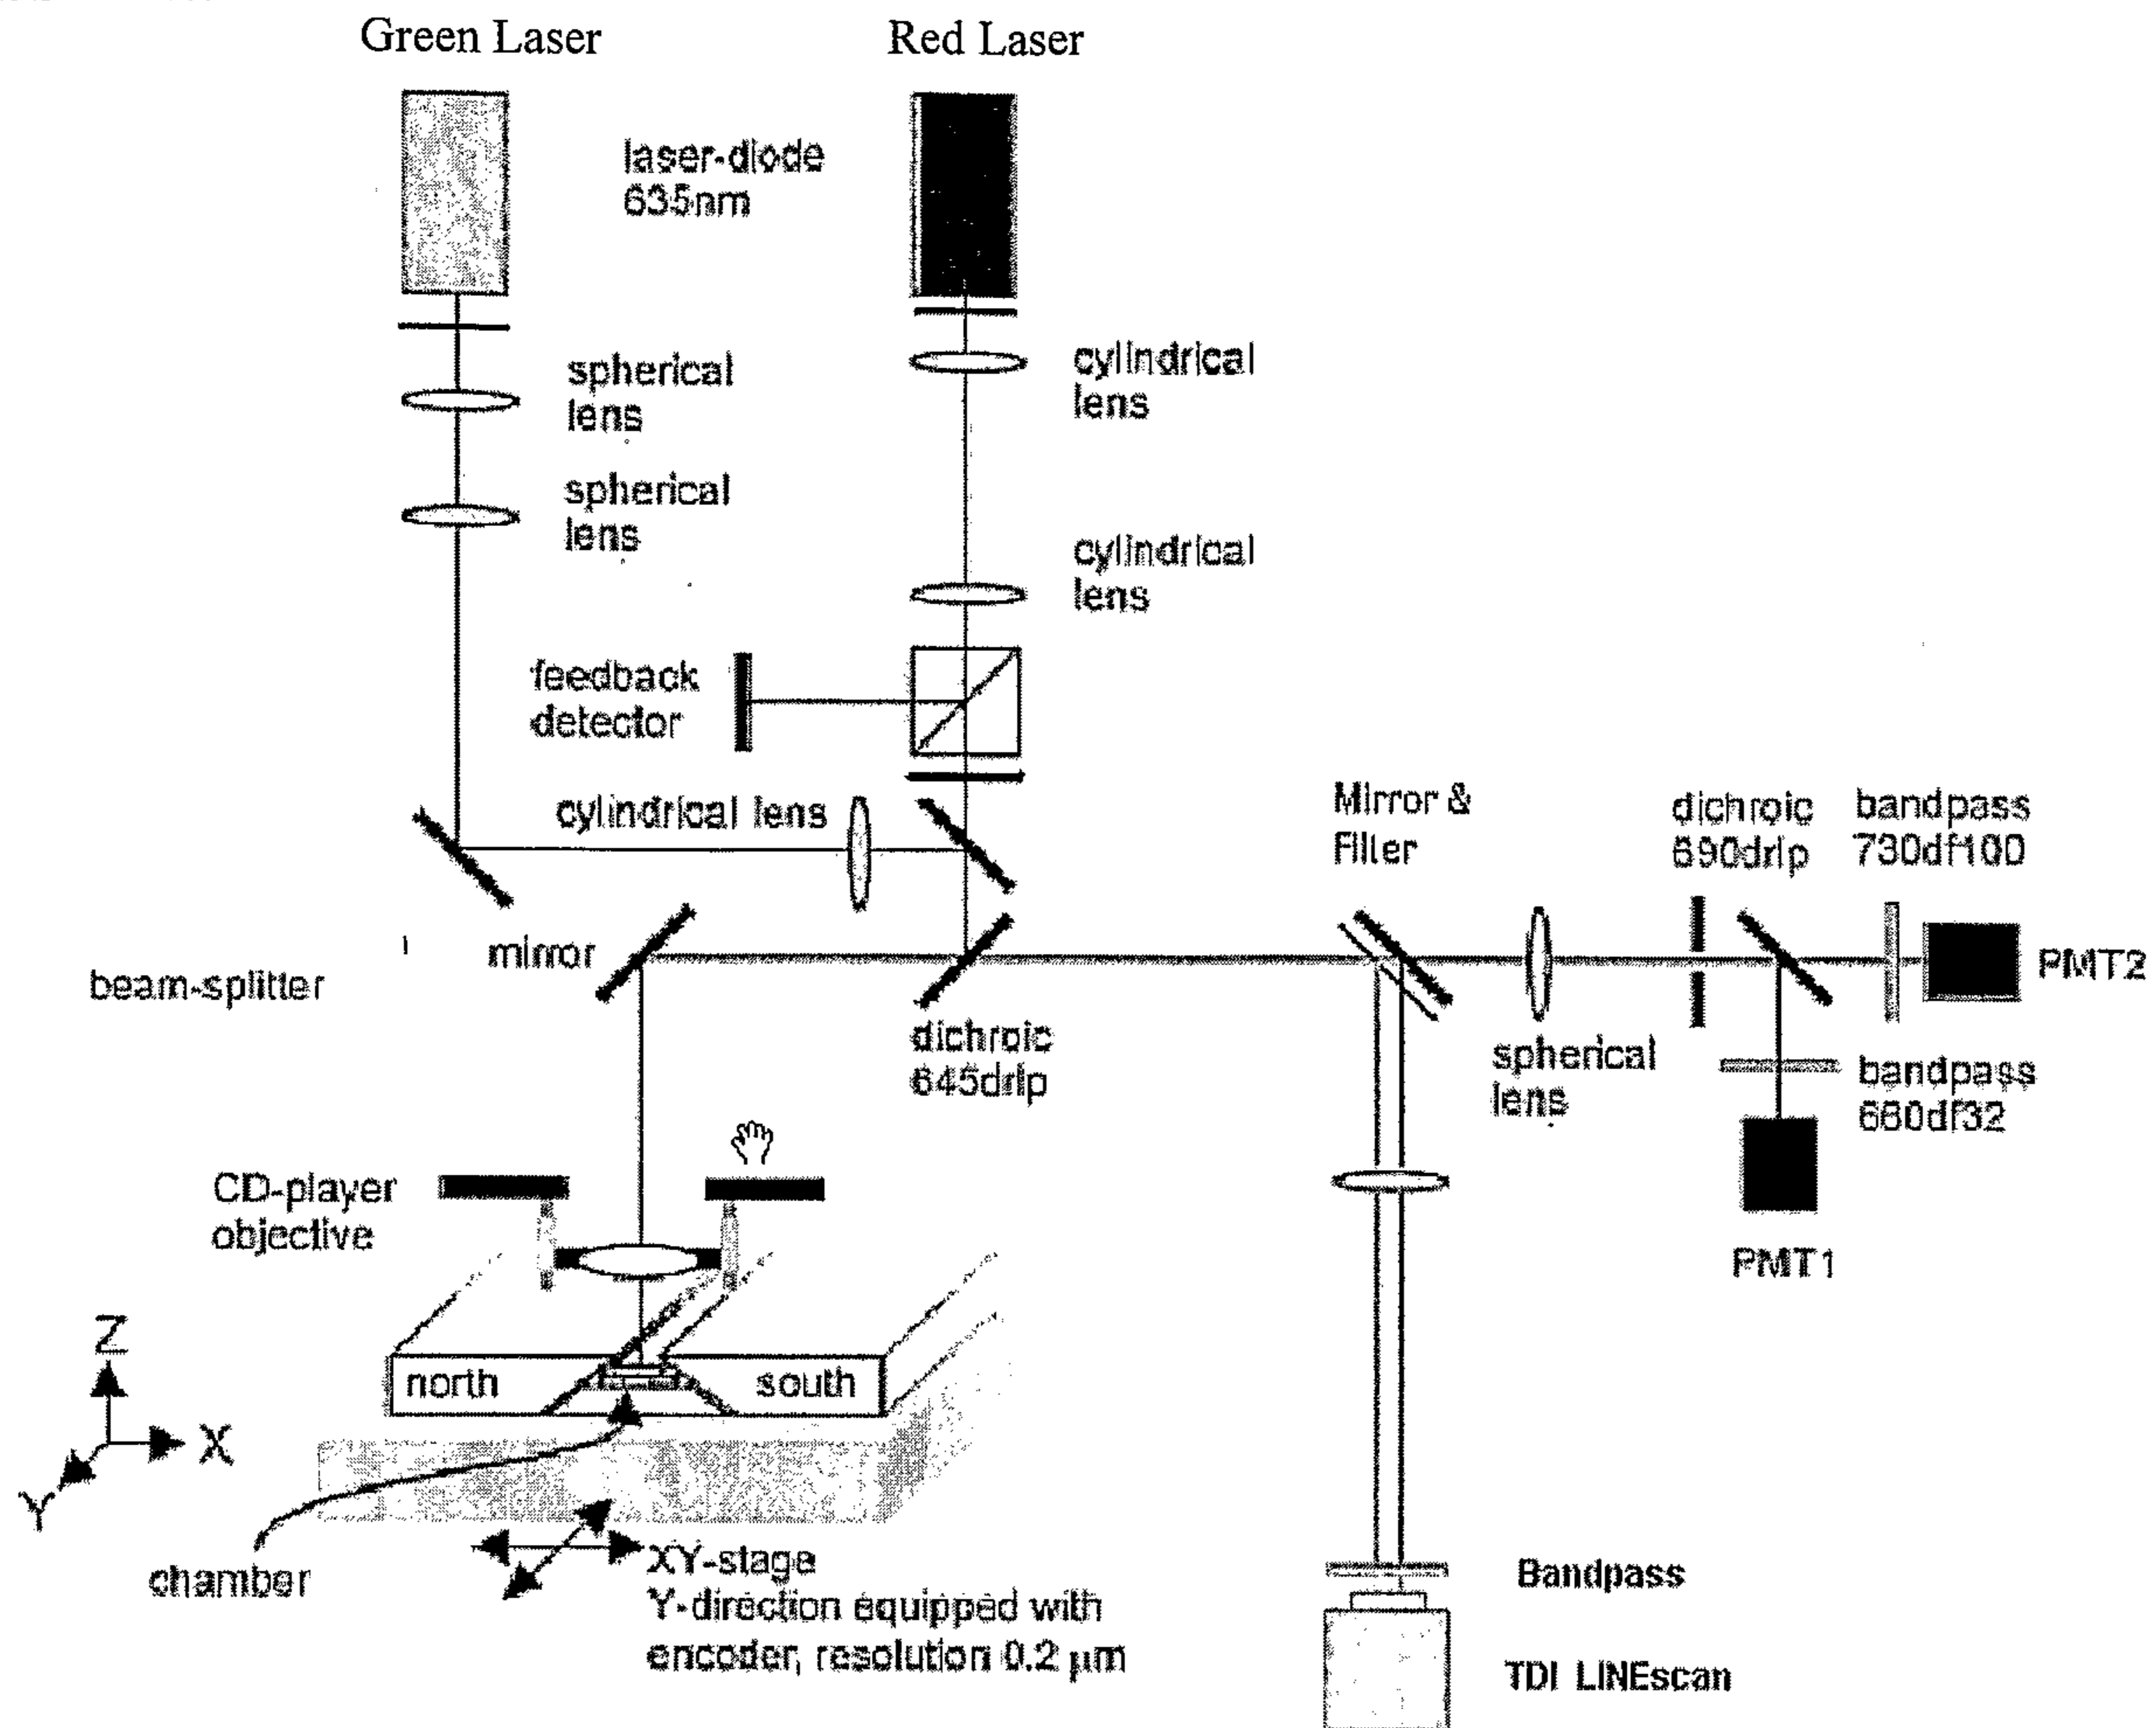 Green Laser
Red Laser
laser-diode
635nm
spherical
lens
cylindrical
lens
spherical
lens
cylindrical
lens
feedback
detector
cylindrical lens
Mirror &
Filter
dichroic
690drlp
bandpass
730df100
mirror
beam-splitter
PMT2
dichroic
645drlp
spherical
lens
bandpass
680df32
CD-player
objective
PMT1
Z
X
Y
north
south
chamber
XY-stage
Y-direction equipped with
encoder, resolution 0.2 µm
Bandpass
TDI LINEscan